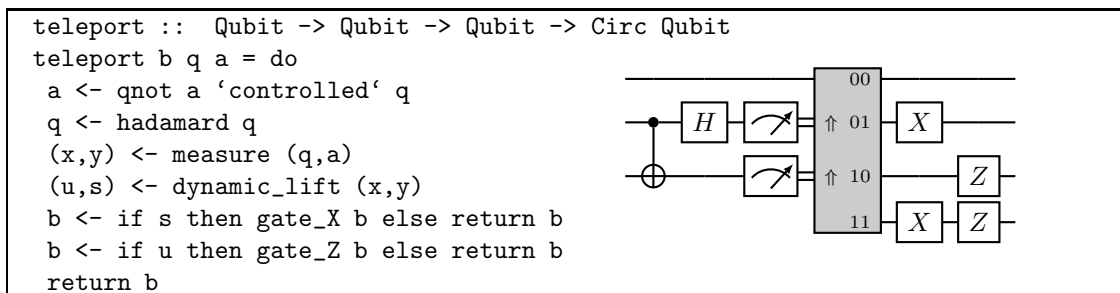 teleport ::  Qubit -> Qubit -> Qubit -> Circ Qubit
teleport b q a = do
a <- qnot a ‘controlled‘ q
q <- hadamard q
(x,y) <- measure (q,a)
(u,s) <- dynamic_lift (x,y)
b <- if s then gate_X b else return b
b <- if u then gate_Z b else return b
return b
00
H ⇑ 01 X
⇑ 10 Z
11 X Z